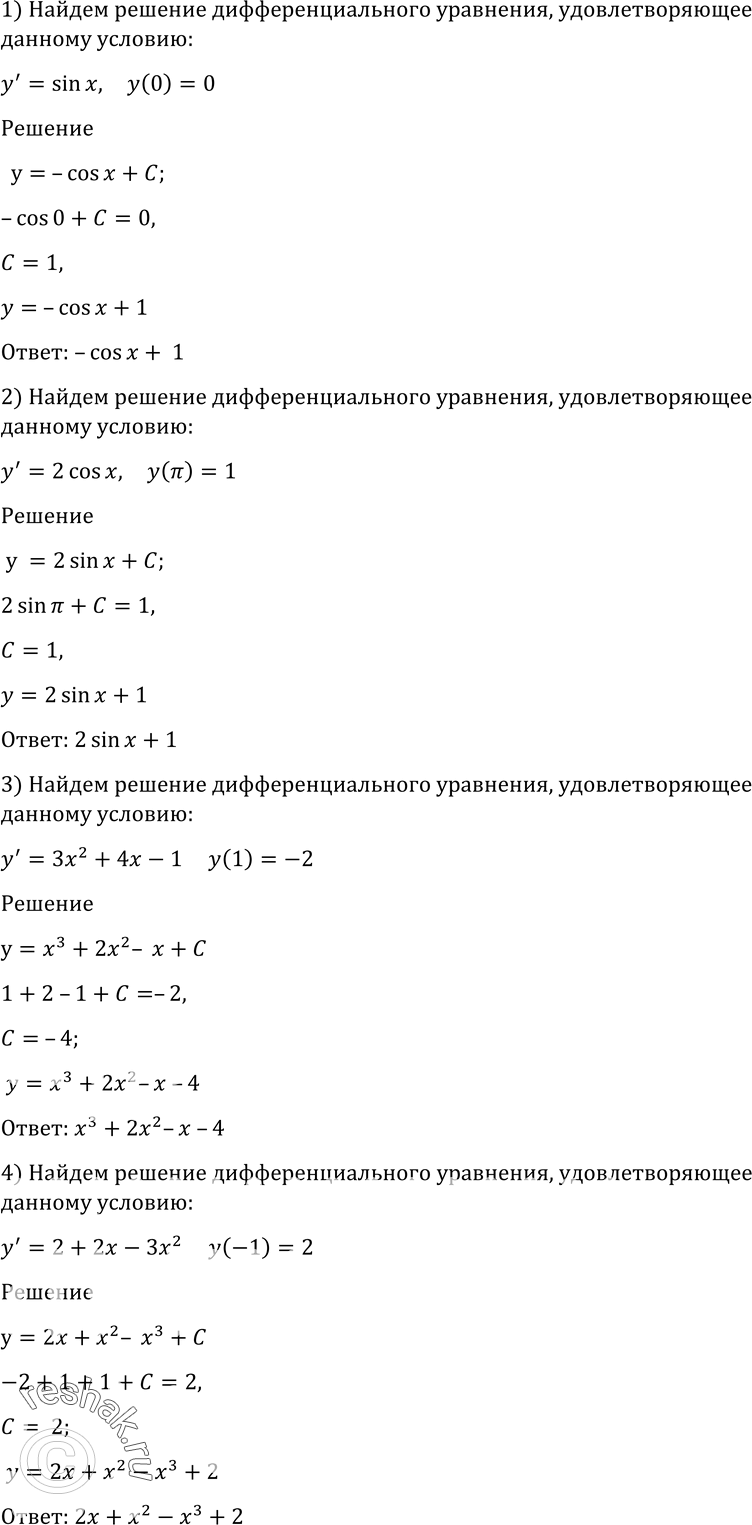 1) Найдем решение дифференциального уравнения, удовлетворяющее
данному условию:
y′ = sin x,    y(0) = 0
Решение
y = – cos x + C;
– cos 0 + C = 0,
C = 1,
y = – cos x + 1
Ответ: – cos x +  1
2) Найдем решение дифференциального уравнения, удовлетворяющее
данному условию:
y′ = 2 cos x,    y(π) = 1
Решение
y  = 2 sin x + C;
2 sin π + C = 1,
C = 1,
y = 2 sin x + 1
Ответ: 2 sin x + 1
3) Найдем решение дифференциального уравнения, удовлетворяющее
данному условию:
y′ = 3x² + 4x − 1    y(1) = −2
Решение
y = x³ + 2x² –  x + C
1 + 2 – 1 + C = – 2,
C = – 4;
y = x³ + 2x² – x – 4
Ответ: x³ + 2x² – x – 4
4) Найдем решение дифференциального уравнения, удовлетворяющее
данному условию:
y′ = 2 + 2x − 3x²    y(−1) = 2
Решение
y = 2x + x² –  x³ + C
−2 + 1 + 1 + C = 2,
C =  2;
y = 2x + x² − x³ + 2
Ответ: 2x + x² − x³ + 2
reshak.ru
©